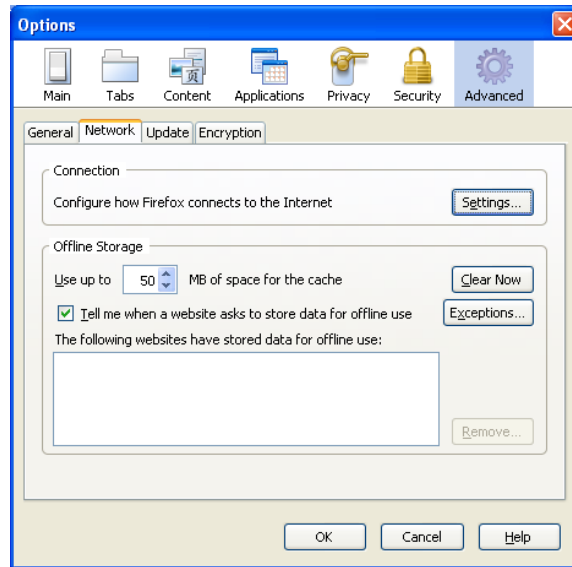 Options
Main Tabs Content Applications Privacy Security Advanced
General Network Update Encryption
Connection
Configure how Firefox connects to the Internet Settings...
Offline Storage
Use up to 50 MB of space for the cache Clear Now
Tell me when a website asks to store data for offline use Exceptions...
The following websites have stored data for offline use:
Remove...
OK Cancel Help